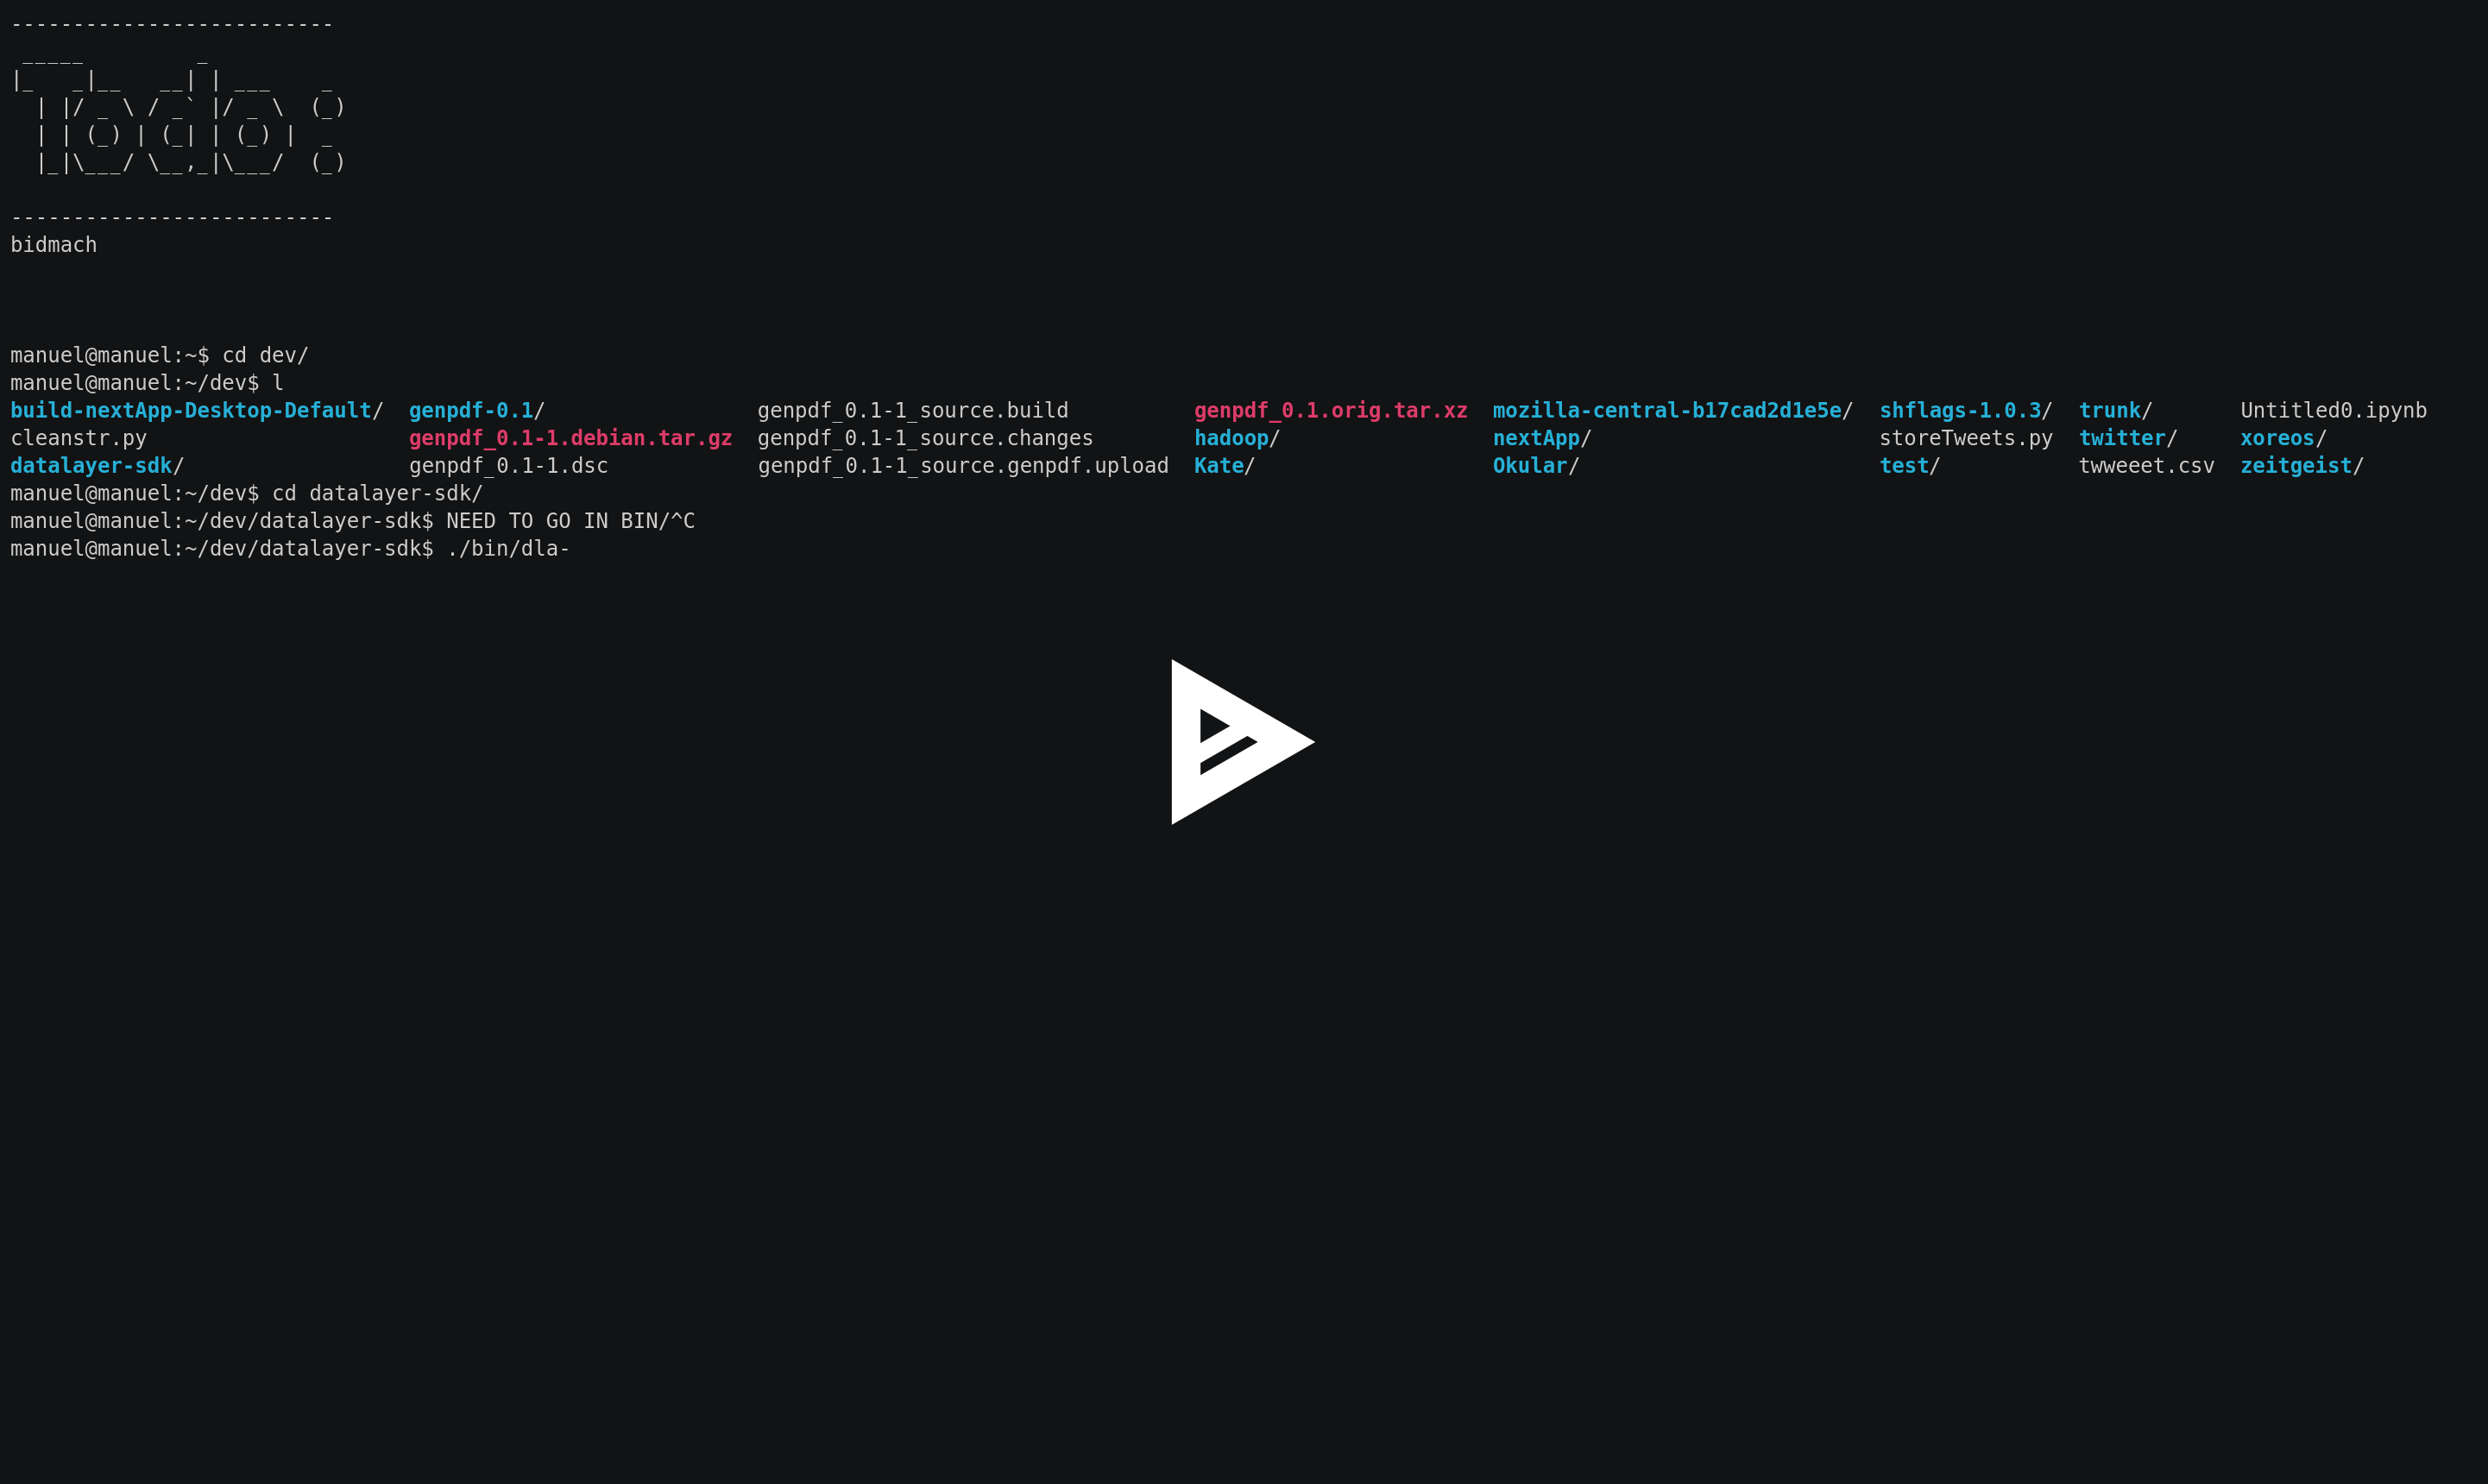 --------------------------
 _____         _
|_   _|__   __| | ___    _
  | |/ _ \ / _` |/ _ \  (_)
  | | (_) | (_| | (_) |  _
  |_|\___/ \__,_|\___/  (_)
--------------------------
bidmach
manuel@manuel:~$ cd dev/
manuel@manuel:~/dev$ l
build-nextApp-Desktop-Default/  genpdf-0.1/                 genpdf_0.1-1_source.build          genpdf_0.1.orig.tar.xz  mozilla-central-b17cad2d1e5e/  shflags-1.0.3/  trunk/       Untitled0.ipynb
cleanstr.py                     genpdf_0.1-1.debian.tar.gz  genpdf_0.1-1_source.changes        hadoop/                 nextApp/                       storeTweets.py  twitter/     xoreos/
datalayer-sdk/                  genpdf_0.1-1.dsc            genpdf_0.1-1_source.genpdf.upload  Kate/                   Okular/                        test/           twweeet.csv  zeitgeist/
manuel@manuel:~/dev$ cd datalayer-sdk/
manuel@manuel:~/dev/datalayer-sdk$ NEED TO GO IN BIN/^C
manuel@manuel:~/dev/datalayer-sdk$ ./bin/dla-